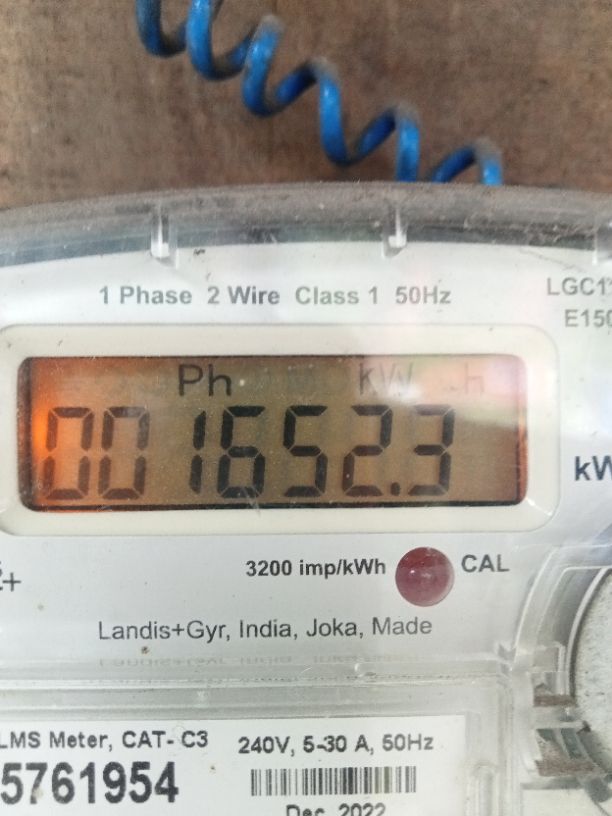 1 Phase 2 Wire Class 1 50Hz
Ph kW h
001652.3
3200 imp/kWh CAL
Landis+Gyr, India, Joka, Made
LMS Meter, CAT- C3
5761954
240V, 5-30 A, 50Hz
Dec 2022